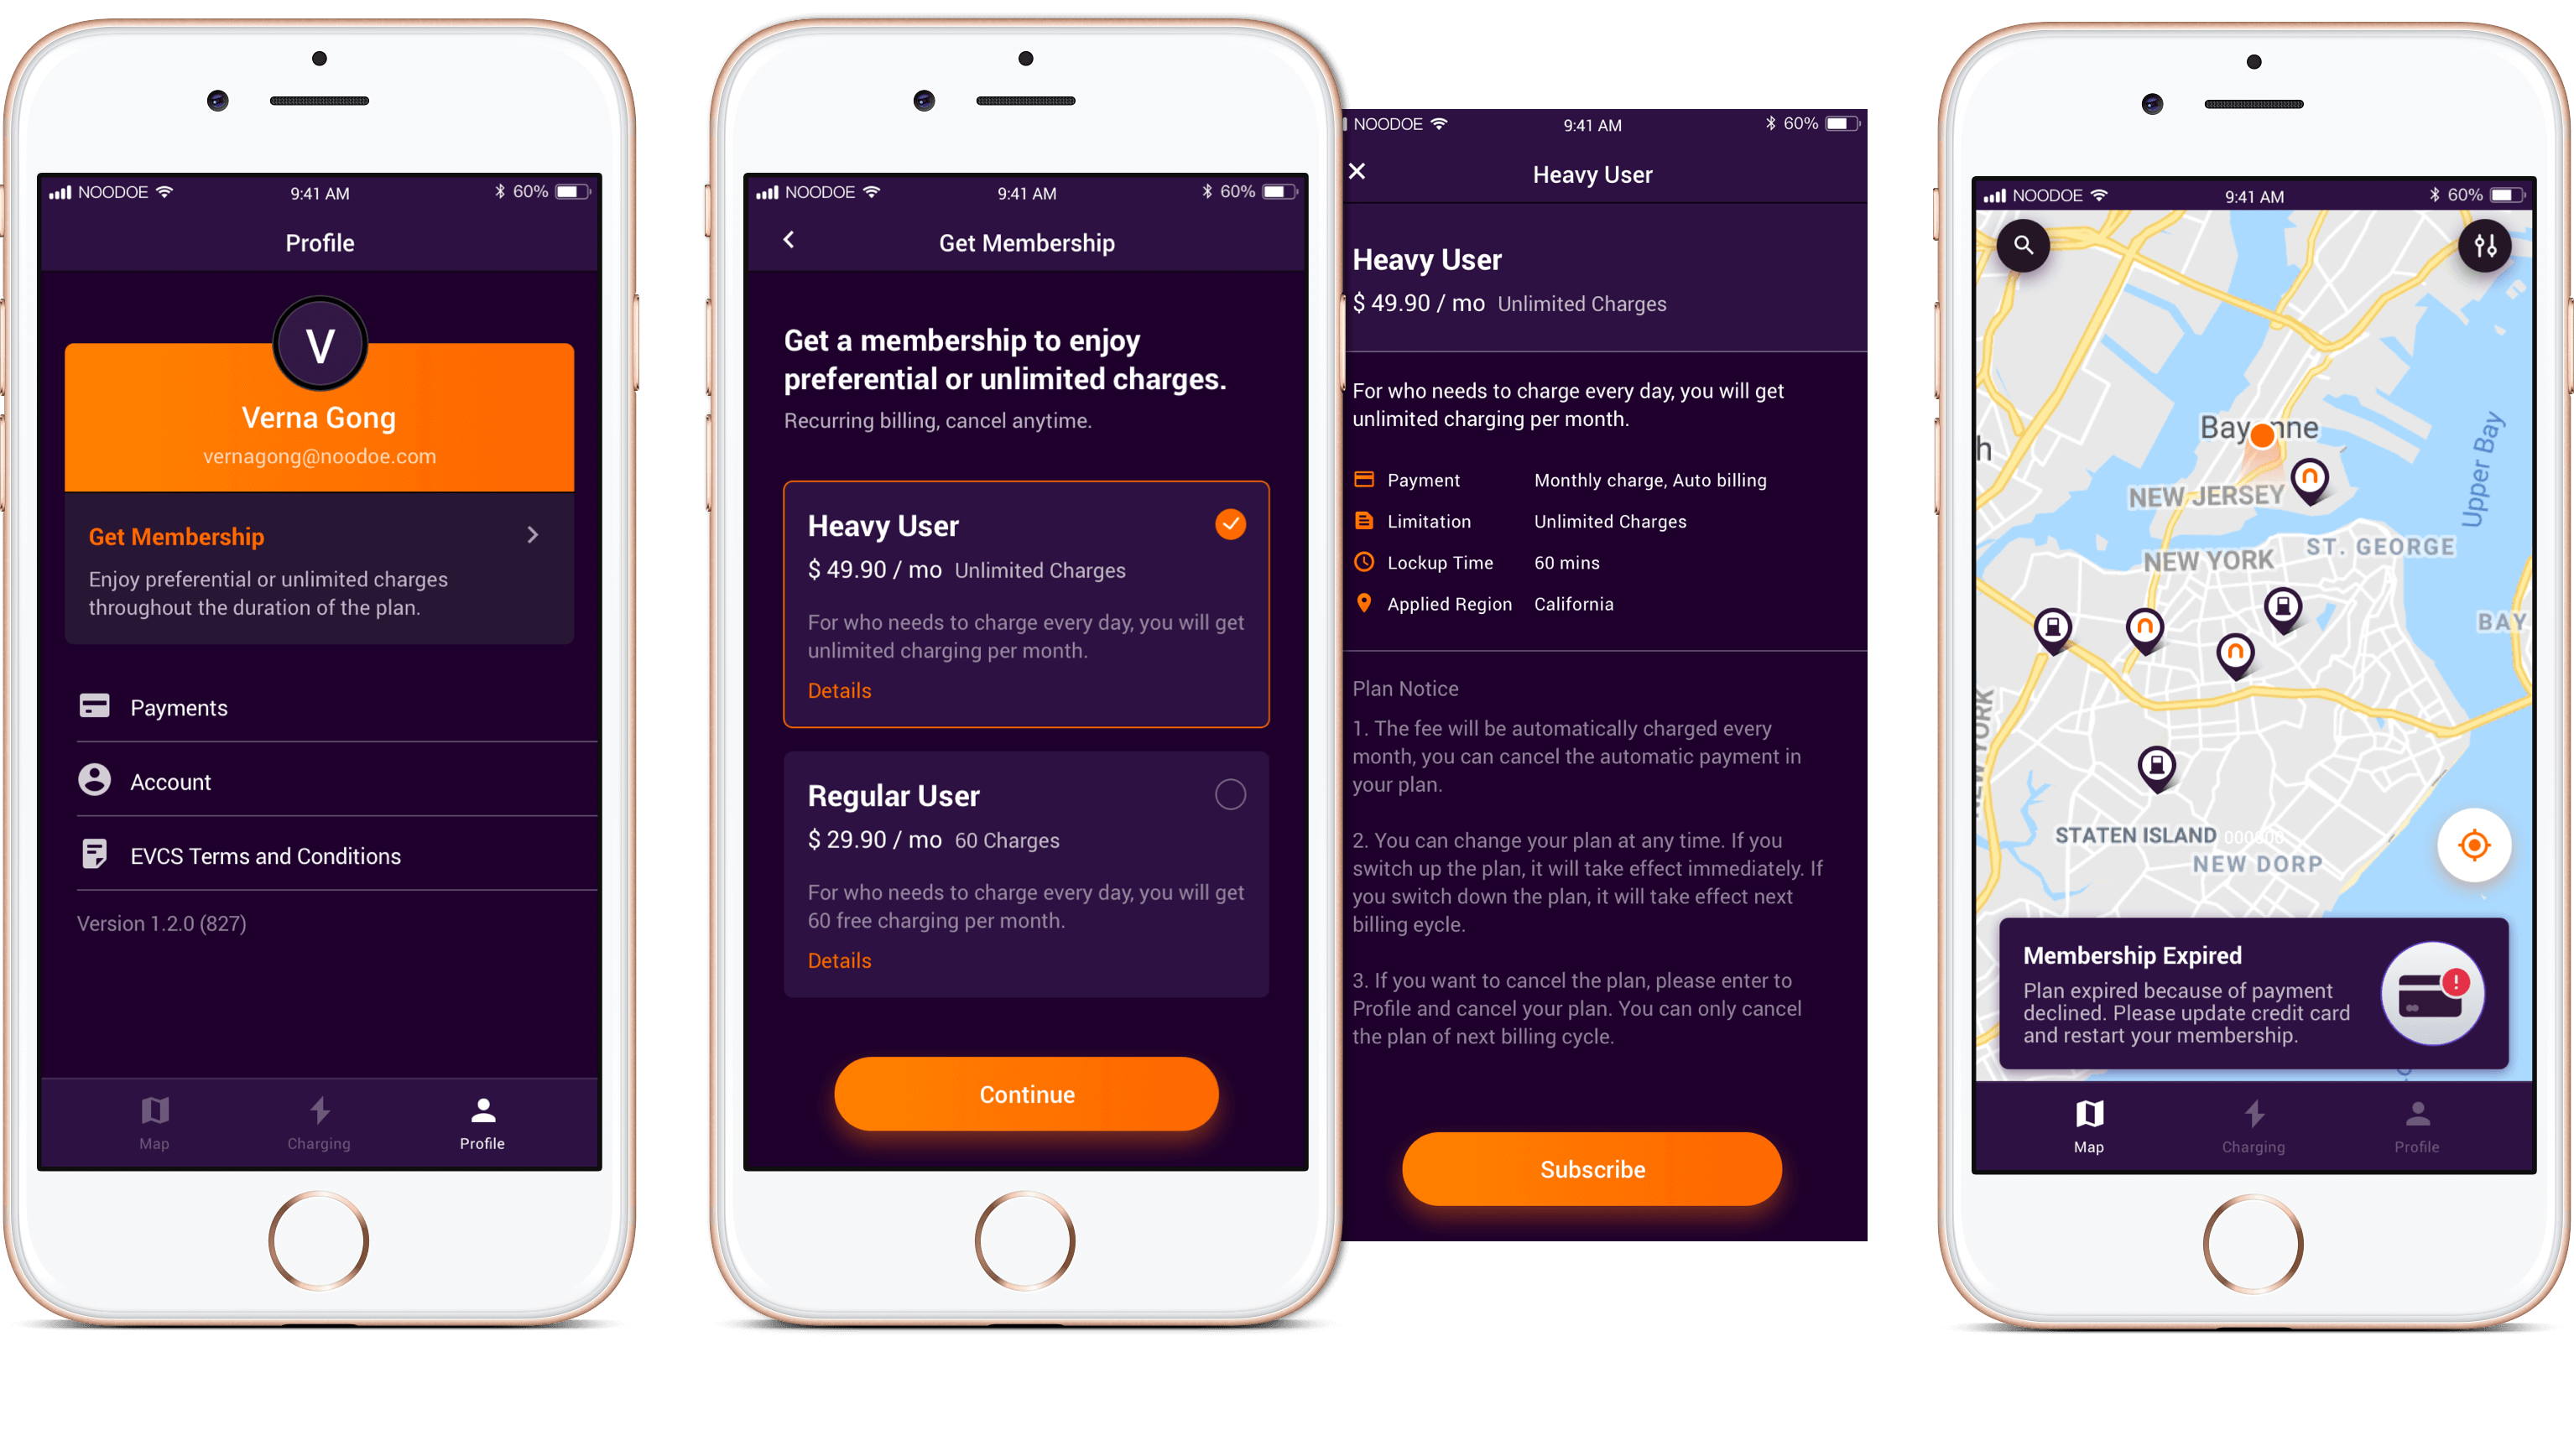 NOODOE
9:41 AM
60%
Profile
V
Verna Gong
vernagong@noodoe.com
Get Membership
Enjoy preferential or unlimited charges
throughout the duration of the plan.
Payments
Account
EVCS Terms and Conditions
Version 1.2.0 (827)
Map
Charging
Profile
NOODOE
9:41 AM
60%
Get Membership
Get a membership to enjoy
preferential or unlimited charges.
Recurring billing, cancel anytime.
Heavy User
$ 49.90 / mo Unlimited Charges
For who needs to charge every day, you will get
unlimited charging per month.
Details
Regular User
$ 29.90 / mo 60 Charges
For who needs to charge every day, you will get
60 free charging per month.
Details
Continue
NOODOE
9:41 AM
60%
Heavy User
Heavy User
$ 49.90 / mo Unlimited Charges
For who needs to charge every day, you will get
unlimited charging per month.
Payment Monthly charge, Auto billing
Limitation Unlimited Charges
Lockup Time 60 mins
Applied Region California
Plan Notice
1. The fee will be automatically charged every
month, you can cancel the automatic payment in
your plan.
2. You can change your plan at any time. If you
switch up the plan, it will take effect immediately. If
you switch down the plan, it will take effect next
billing eycle.
3. If you want to cancel the plan, please enter to
Profile and cancel your plan. You can only cancel
the plan of next billing cycle.
Subscribe
NOODOE
9:41 AM
60%
Upper Bay
NEW JERSEY
NEW YORK
ST. GEORGE
BAY
STATEN ISLAND
NEW DORP
Membership Expired
Plan expired because of payment
declined. Please update credit card
and restart your membership.
Map
Charging
Profile